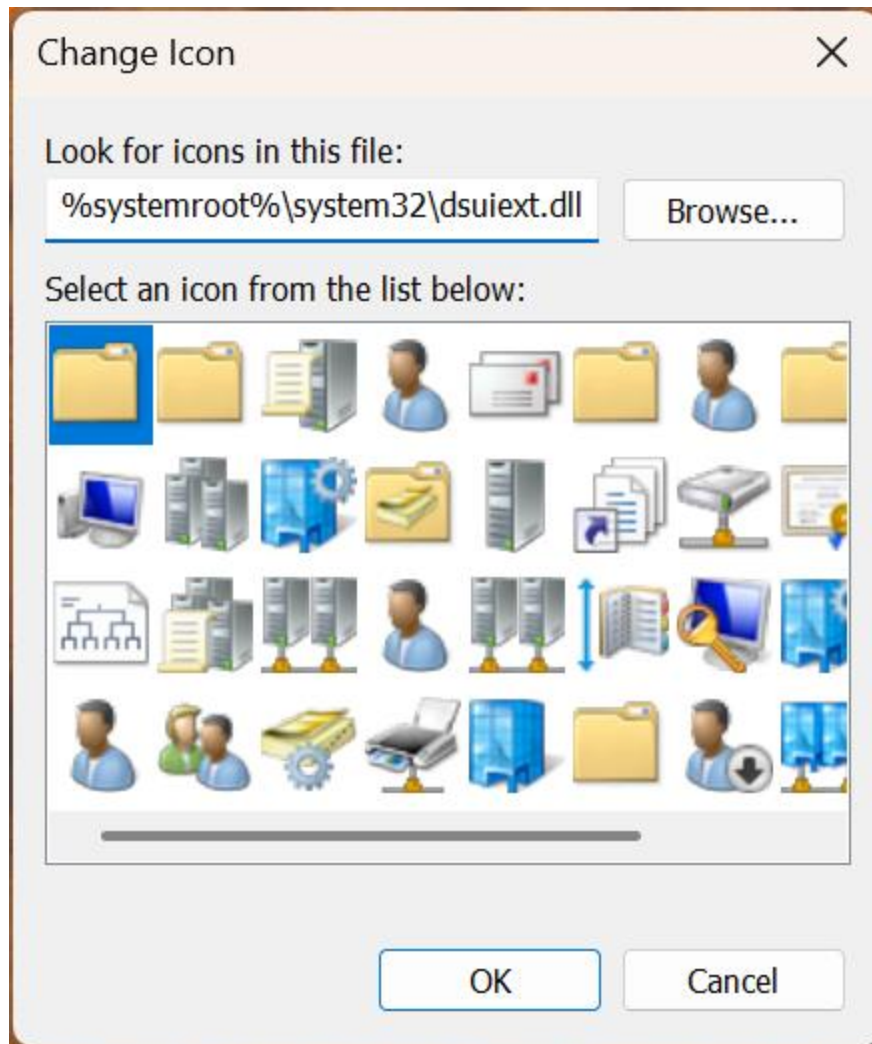 Change Icon
Look for icons in this file:
%systemroot%\system32\dsuiext.dll
Browse...
Select an icon from the list below:
OK
Cancel